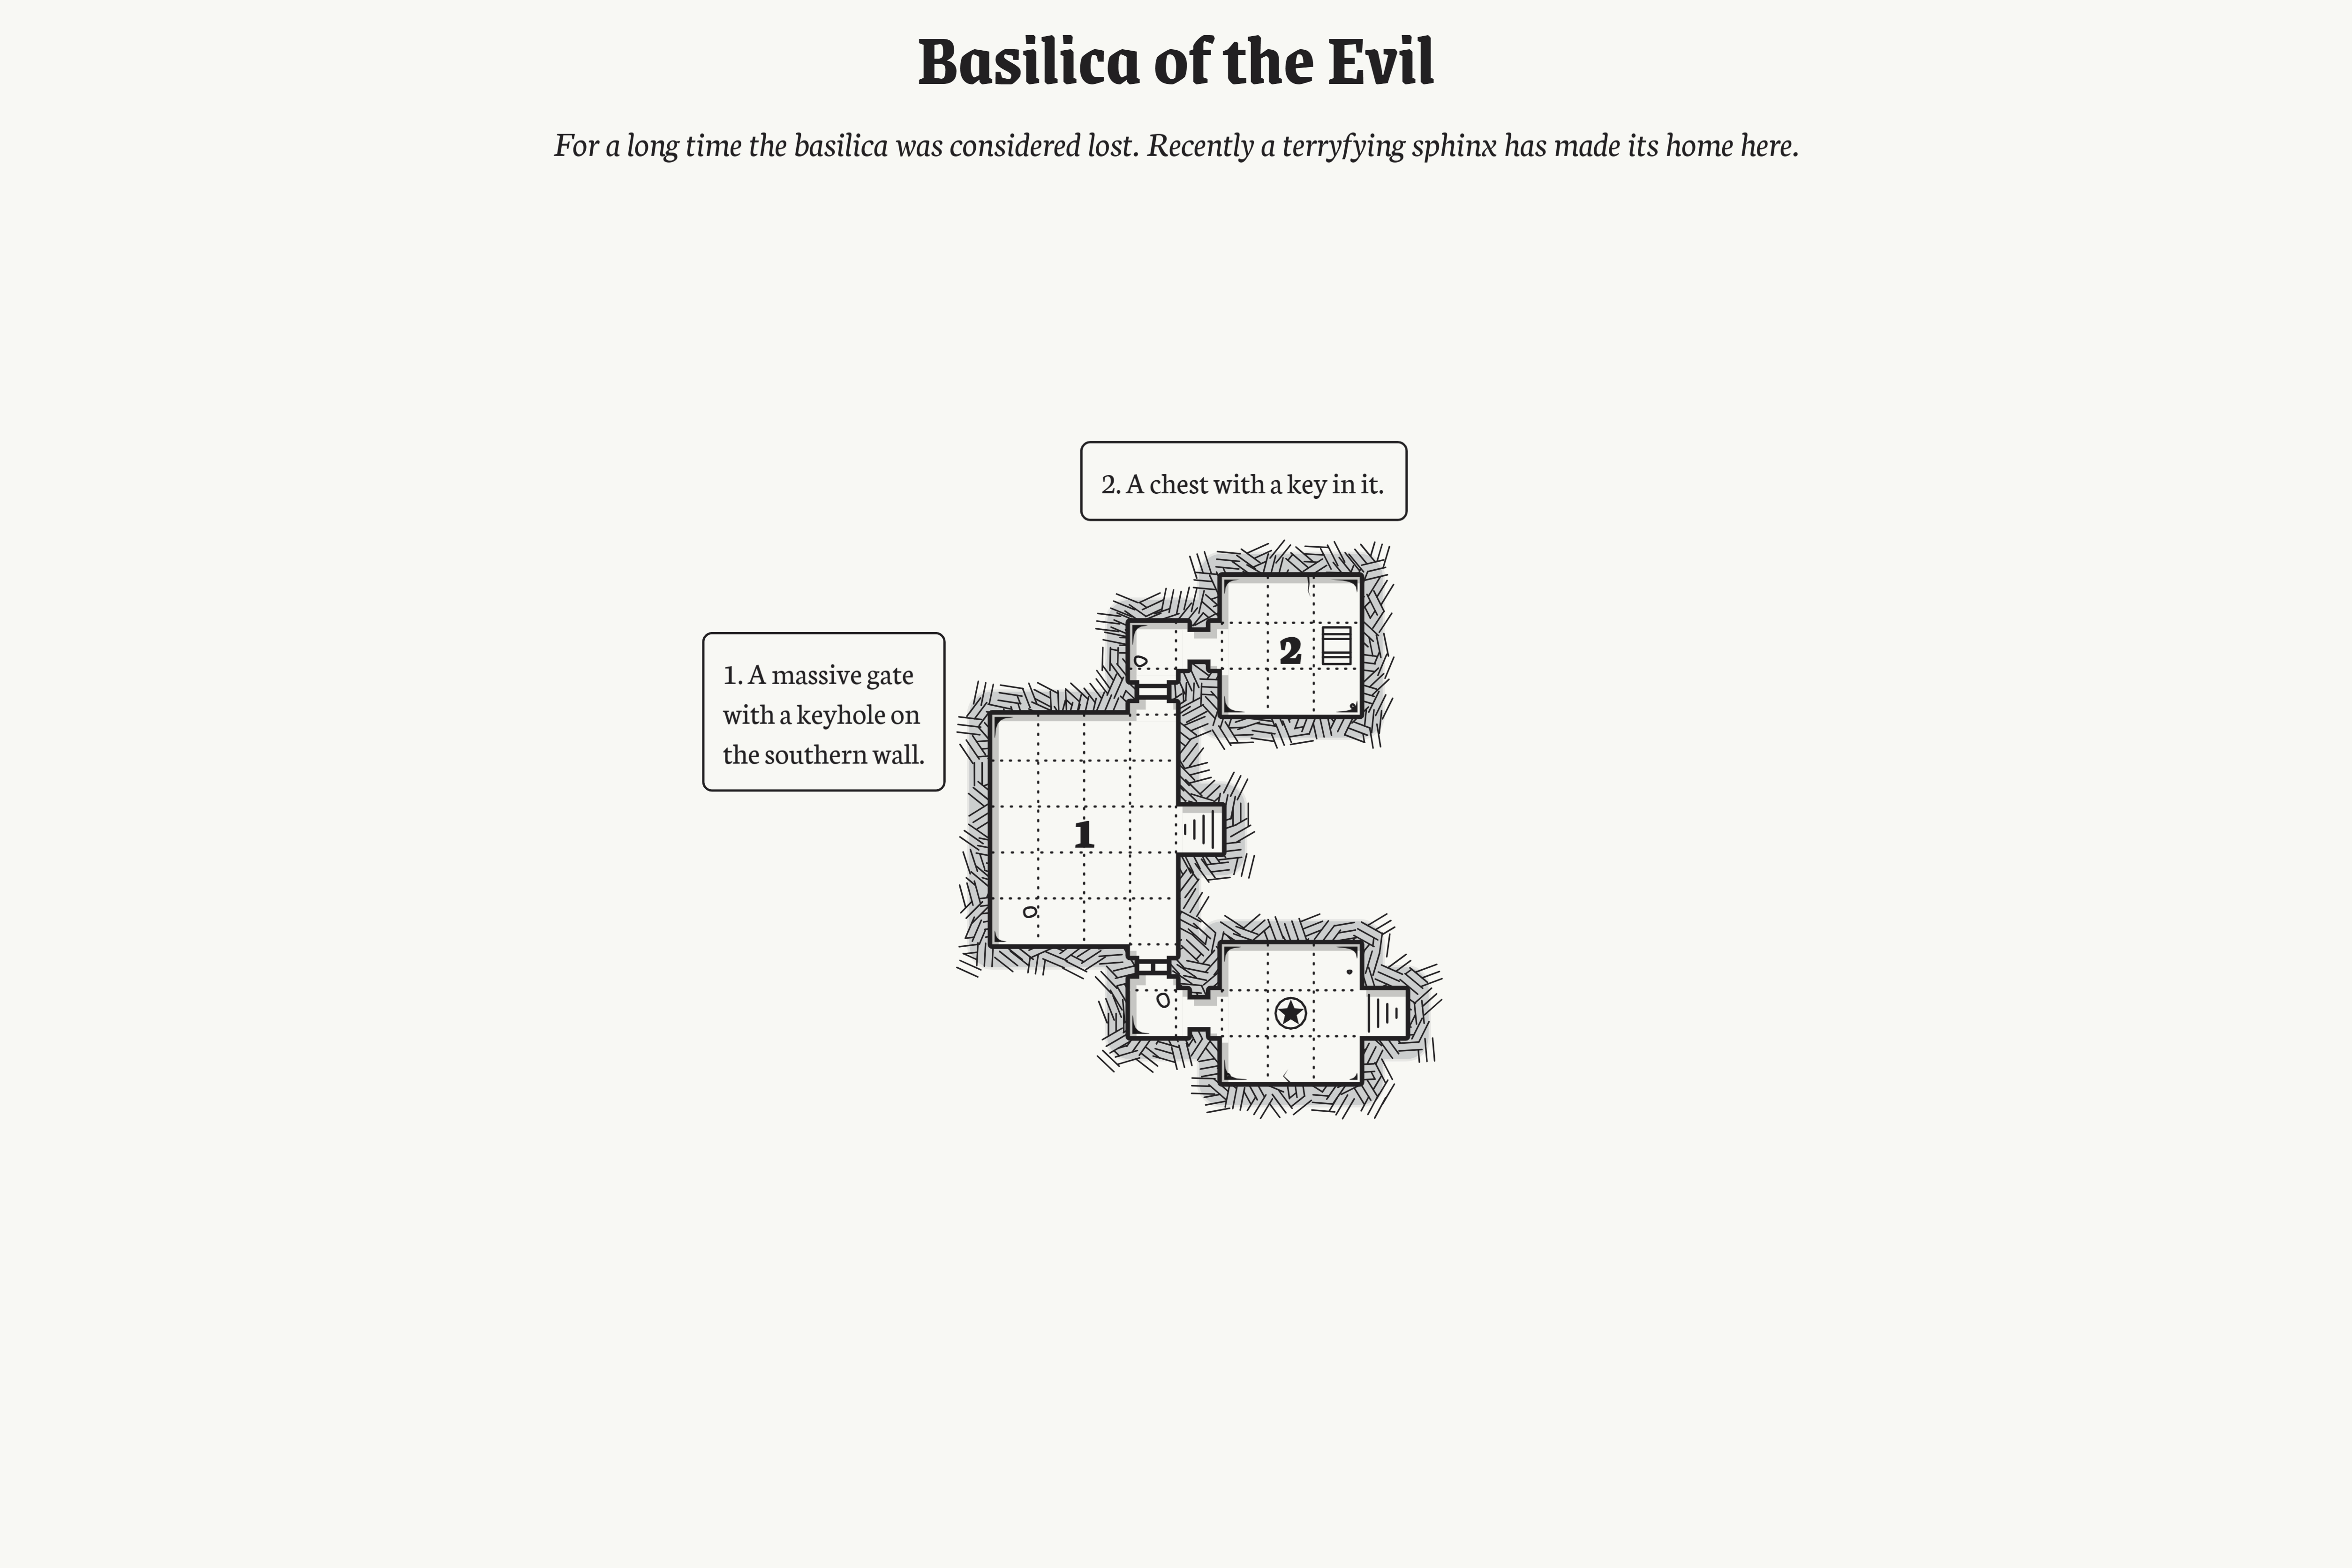 Basilica of the Evil
For a long time the basilica was considered lost. Recently a terryfying sphinx has made its home here.
2. A chest with a key in it.
1. A massive gate
with a keyhole on
the southern wall.
2
1